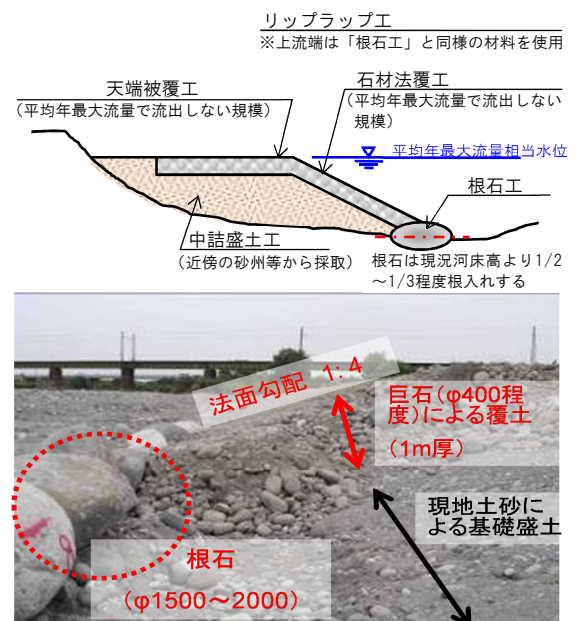 リップラップ工
※上流端は「根石工」と同様の材料を使用
天端被覆工
(平均年最大流量で流出しない
規模)
石材法覆工
(平均年最大流量で流出しない
規模)
平均年最大流量相当水位
根石工
中詰盛土工
(近傍の砂州等から採取)
根石は現況河床高より1/2
～1/3程度根入れする
法面勾配 1:4
巨石(φ400程
度)による覆土
(1m厚)
現地土砂に
よる基礎盛土
根石
(φ1500～2000)